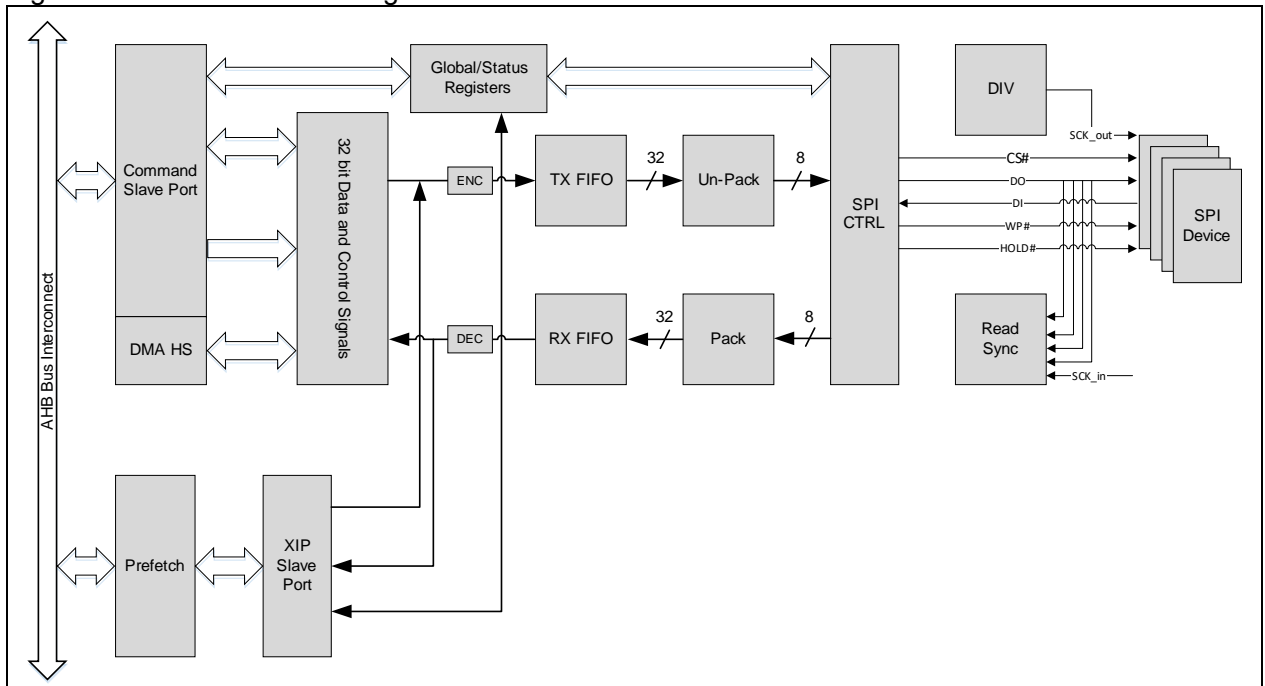 Global/Status
Registers
DIV
SCK_out
Command
Slave Port
32 bit Data and Control Signals
ENC
TX FIFO
32
Un-Pack
8
SPI
CTRL
CS#
DO
DI
WP#
HOLD#
SPI
Device
DMA HS
DEC
RX FIFO
32
Pack
8
Read
Sync
SCK_in
AHB Bus Interconnect
Prefetch
XIP
Slave
Port